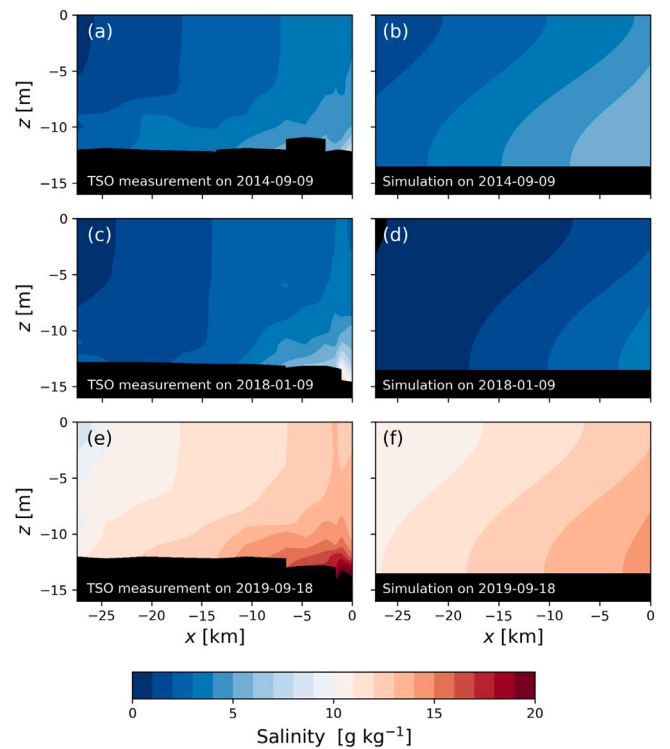 (a) (b)
0
−5
−10
−15
z [m]
TSO measurement on 2014-09-09 Simulation on 2014-09-09
(c) (d)
0
−5
−10
−15
z [m]
TSO measurement on 2018-01-09 Simulation on 2018-01-09
(e) (f)
0
−5
−10
−15
z [m]
TSO measurement on 2019-09-18 Simulation on 2019-09-18
−25 −20 −15 −10 −5 0 −25 −20 −15 −10 −5 0
x [km] x [km]
0 5 10 15 20
Salinity [g kg⁻¹]